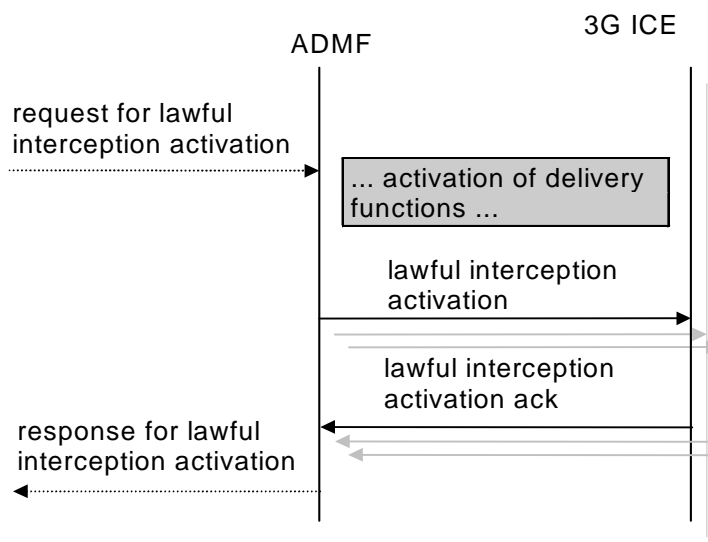 3G ICE
ADMF
request for lawful
interception activation
... activation of delivery
functions ...
lawful interception
activation
lawful interception
activation ack
response for lawful
interception activation